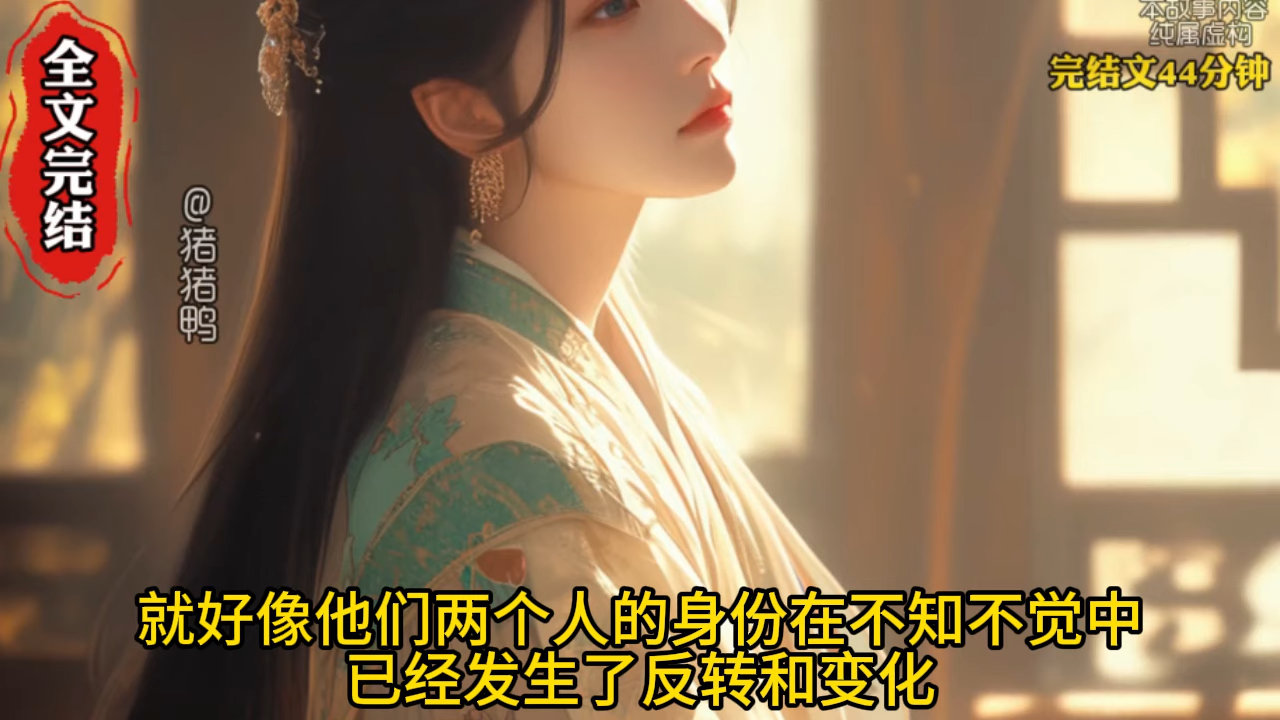 全文完结
@猪猪鸭
本故事内容
纯属虚构
完结文44分钟
就好像他们两个人的身份在不知不觉中
已经发生了反转和变化